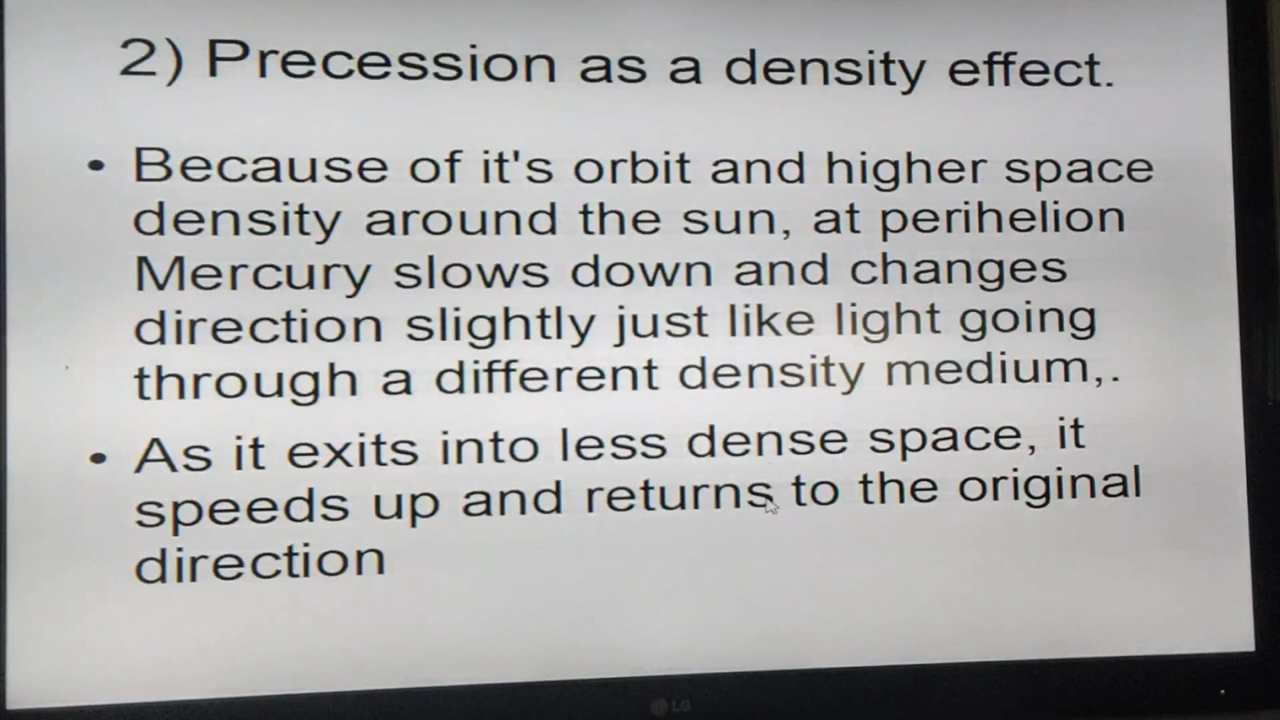 2) Precession as a density effect.
• Because of it's orbit and higher space
density around the sun, at perihelion
Mercury slows down and changes
direction slightly just like light going
through a different density medium,.
• As it exits into less dense space, it
speeds up and returns to the original
direction
LG